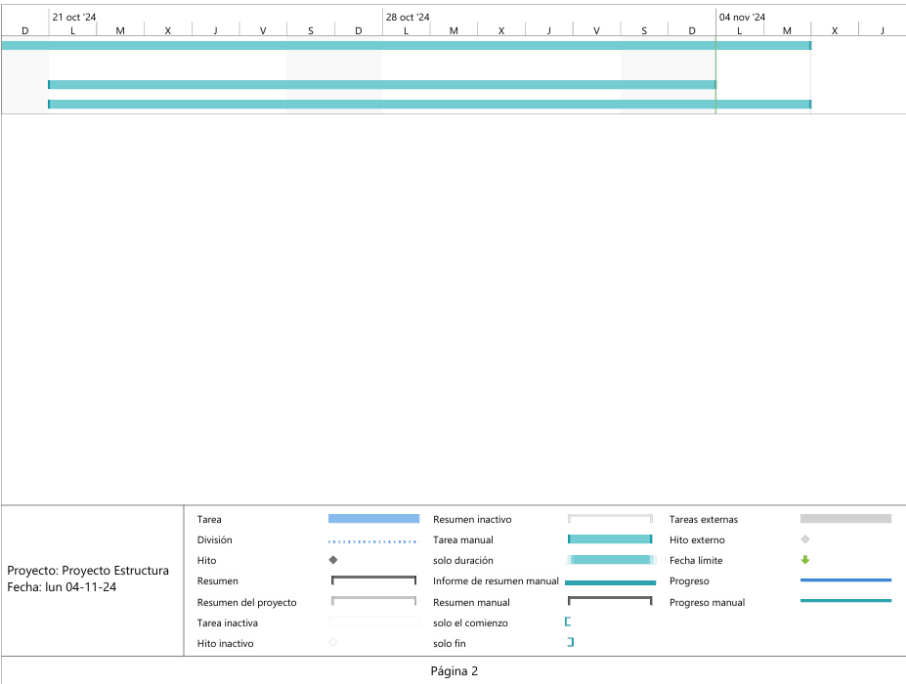 21 oct '24 28 oct '24 04 nov '24
D L M X J V S D L M X J V S D L M X J
Tarea Resumen inactivo Tareas externas
División Tarea manual Hito externo
Hito solo duración Fecha límite
Resumen Informe de resumen manual Progreso
Resumen del proyecto Resumen manual Progreso manual
Tarea inactiva solo el comienzo
Hito inactivo solo fin
Proyecto: Proyecto Estructura
Fecha: lun 04-11-24
Página 2